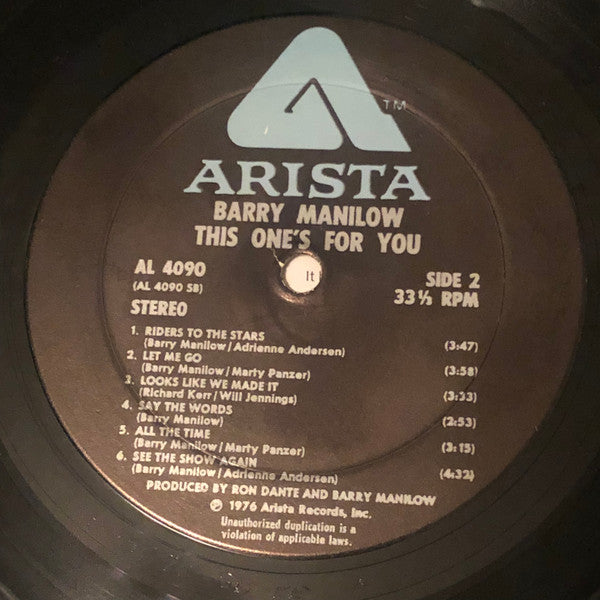 TM
ARISTA
BARRY MANILOW
THIS ONE'S FOR YOU
AL 4090
(AL 4090 SB)
STEREO
It
SIDE 2
33⅓ RPM
1. RIDERS TO THE STARS
(Barry Manilow/Adrienne Andersen) (3:47)
2. LET ME GO
(Barry Manilow/Marty Panzer) (3:58)
3. LOOKS LIKE WE MADE IT
(Richard Kerr/Will Jennings) (3:33)
4. SAY THE WORDS
(Barry Manilow) (2:53)
5. ALL THE TIME
(Barry Manilow/Marty Panzer) (3:15)
6. SEE THE SHOW AGAIN
(Barry Manilow/Adrienne Andersen) (4:32)
PRODUCED BY RON DANTE AND BARRY MANILOW
℗ 1976 Arista Records, Inc.
Unauthorized duplication is a
violation of applicable laws.